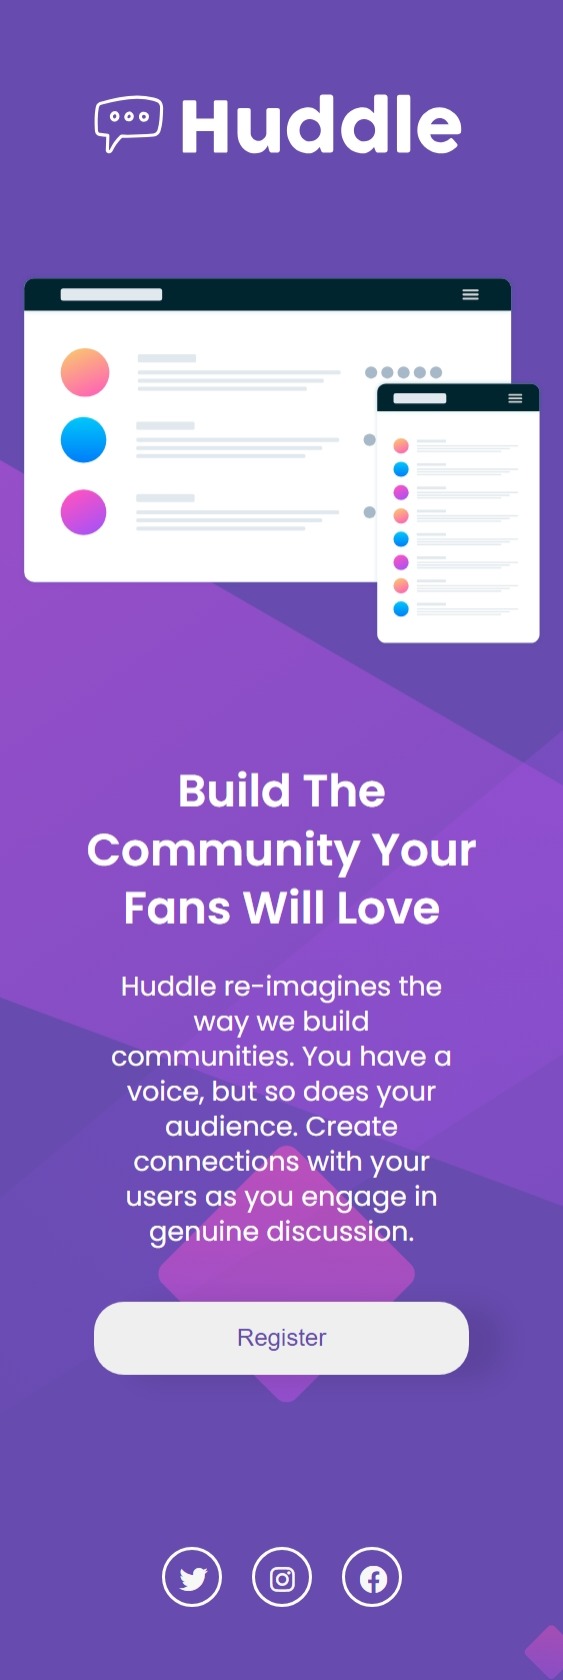 Huddle
Build The
Community Your
Fans Will Love
Huddle re-imagines the
way we build
communities. You have a
voice, but so does your
audience. Create
connections with your
users as you engage in
genuine discussion.
Register